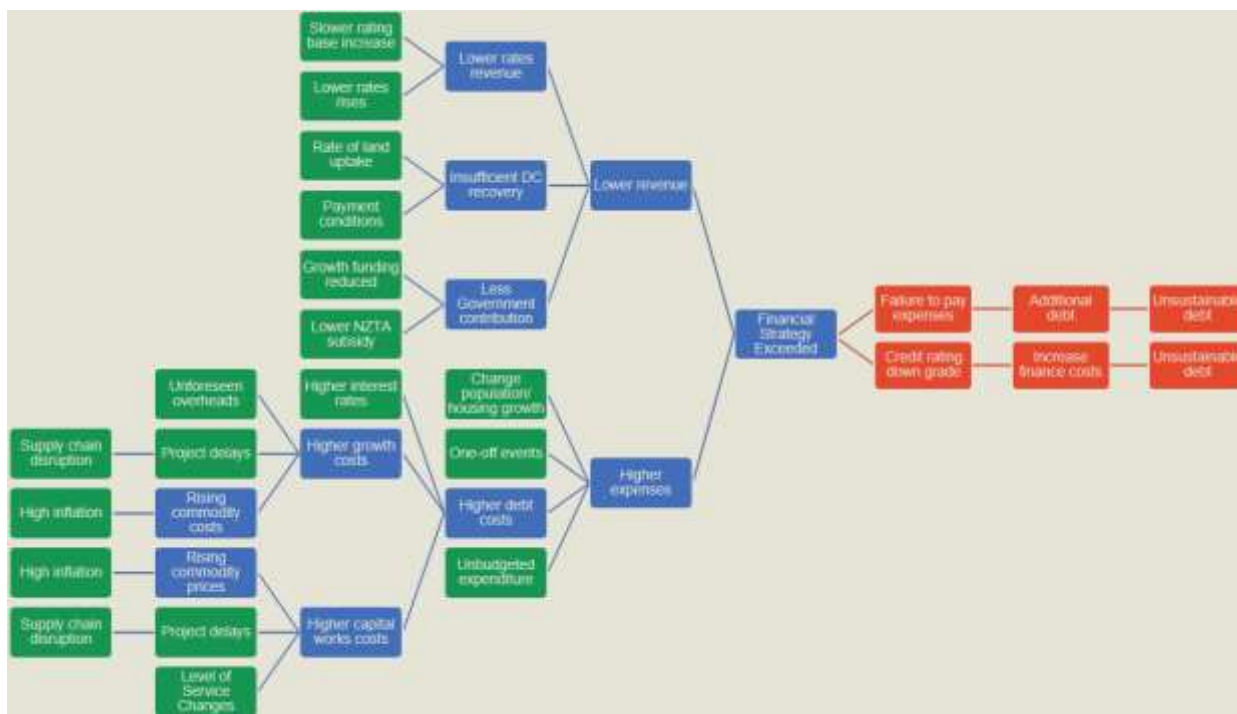 Slower rating
base increase
Lower rates
revenue
Lower rates
rises
Rate of land
uptake
Insufficient DC
recovery
Lower revenue
Payment
conditions
Growth funding
reduced
Less
Government
contribution
Lower NZTA
subsidy
Financial
Strategy
Exceeded
Failure to pay
expenses
Additional
debt
Unsustainable
debt
Credit rating
down grade
Increase
finance costs
Unsustainable
debt
Unforeseen
overheads
Higher interest
rates
Change
population/
housing growth
Supply chain
disruption
Project delays
Higher growth
costs
One-off events
Higher
expenses
High inflation
Rising
commodity
costs
Higher debt
costs
High inflation
Rising
commodity
prices
Unbudgeted
expenditure
Supply chain
disruption
Project delays
Higher capital
works costs
Level of
Service
Changes